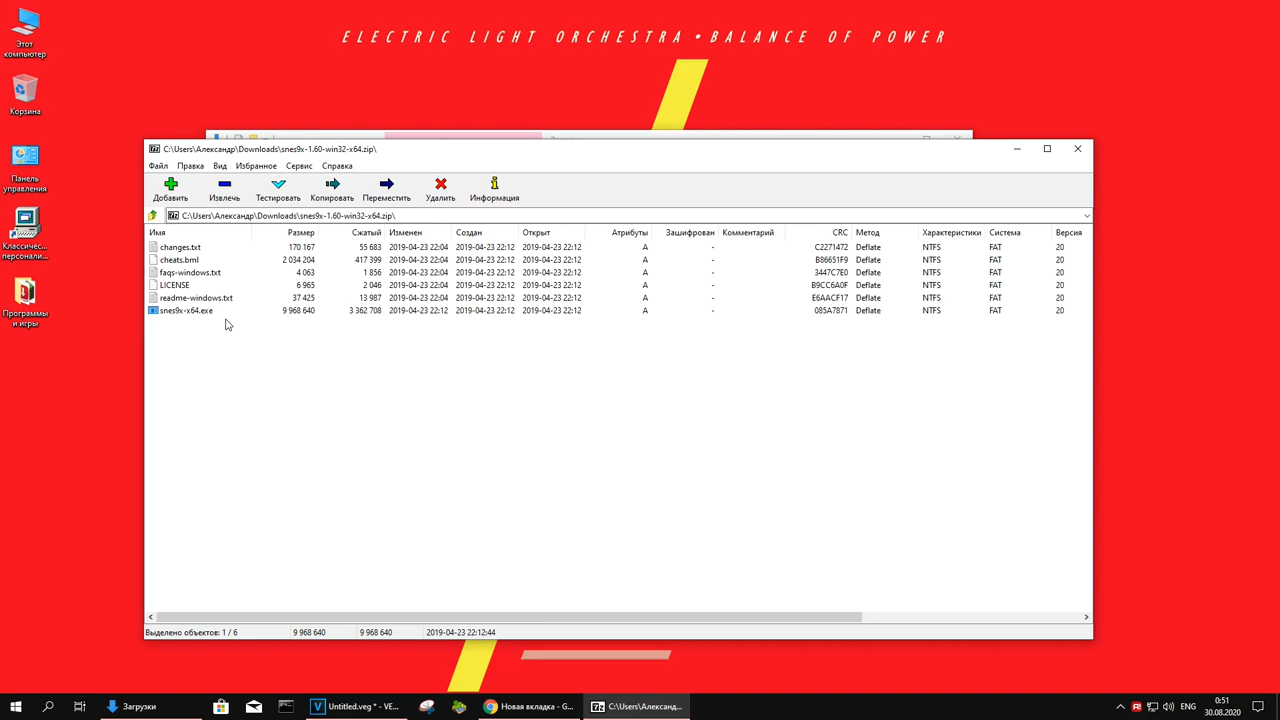 ELECTRIC LIGHT ORCHESTRA • BALANCE OF POWER
Этот
компьютер
Корзина
Панель
управления
Классичес...
персонали...
Программы
и игры
C:\Users\Александр\Downloads\snes9x-1.60-win32-x64.zip\
Файл Правка Вид Избранное Сервис Справка
Добавить Извлечь Тестировать Копировать Переместить Удалить Информация
C:\Users\Александр\Downloads\snes9x-1.60-win32-x64.zip\
Имя Размер Сжатый Изменен Создан Открыт Атрибуты Зашифрован Комментарий CRC Метод Характеристики Система Версия
changes.txt 170 167 55 683 2019-04-23 22:04 2019-04-23 22:12 2019-04-23 22:12 A - C2271472 Deflate NTFS FAT 20
cheats.bml 2 034 204 417 399 2019-04-23 22:04 2019-04-23 22:12 2019-04-23 22:12 A - B86651F9 Deflate NTFS FAT 20
faqs-windows.txt 4 063 1 856 2019-04-23 22:04 2019-04-23 22:12 2019-04-23 22:12 A - 3447C7E0 Deflate NTFS FAT 20
LICENSE 6 965 2 046 2019-04-23 22:04 2019-04-23 22:12 2019-04-23 22:12 A - B9CC6A0F Deflate NTFS FAT 20
readme-windows.txt 37 425 13 987 2019-04-23 22:04 2019-04-23 22:12 2019-04-23 22:12 A - E6AACF17 Deflate NTFS FAT 20
snes9x-x64.exe 9 968 640 3 362 708 2019-04-23 22:12 2019-04-23 22:12 2019-04-23 22:12 A - 085A7871 Deflate NTFS FAT 20
Выделено объектов: 1 / 6 9 968 640 9 968 640 2019-04-23 22:12:44
Загрузки Untitled.veg * - VE... Новая вкладка - G... C:\Users\Александ... ENG 0:51
30.08.2020